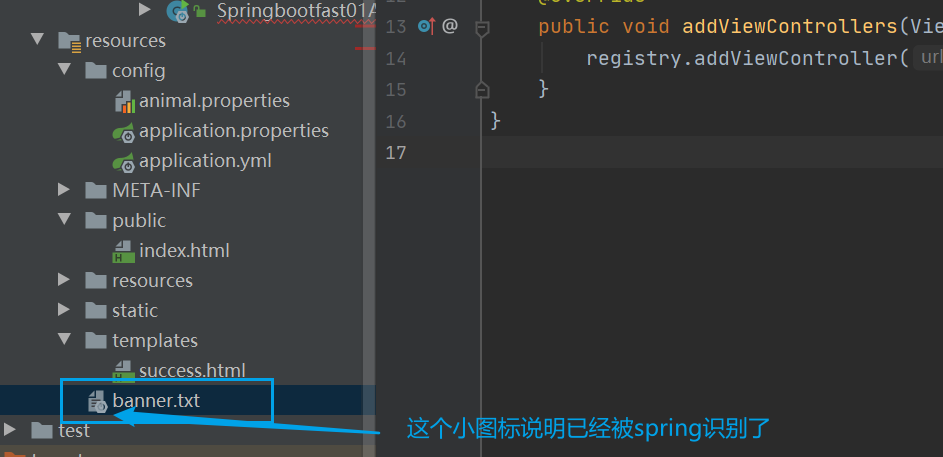 Springbootfast01A
resources
config
animal.properties
application.properties
application.yml
META-INF
public
index.html
resources
static
templates
success.html
banner.txt
test
12
13 @ public void addViewControllers(Vie
14 registry.addViewController( url
15 }
16 }
17
这个小图标说明已经被spring识别了